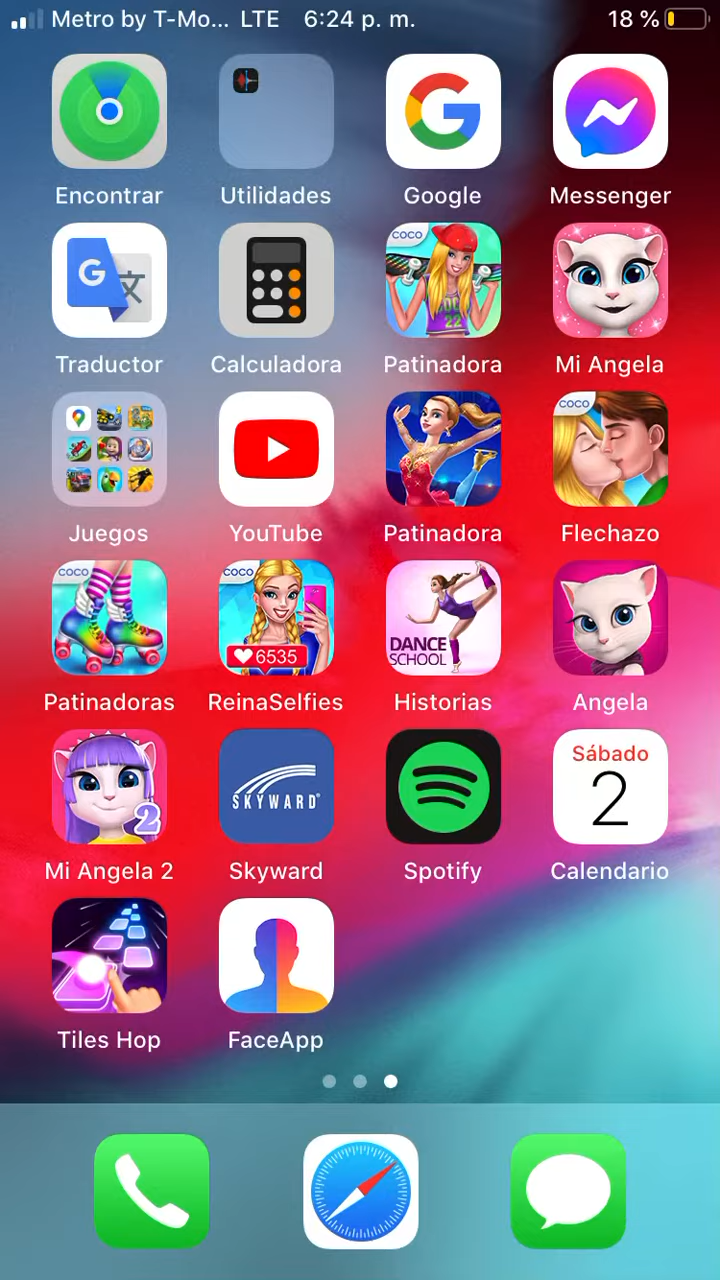 Metro by T-Mo... LTE 6:24 p. m. 18 %
Encontrar Utilidades Google Messenger
G 文 COCO
22
Traductor Calculadora Patinadora Mi Angela
COCO
Juegos YouTube Patinadora Flechazo
COCO COCO
6535 DANCE SCHOOL
Patinadoras ReinaSelfies Historias Angela
2 SKYWARD Sábado 2
Mi Angela 2 Skyward Spotify Calendario
Tiles Hop FaceApp